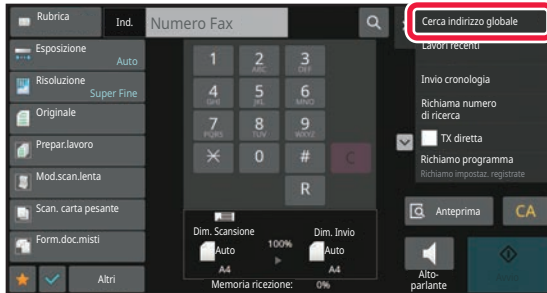 Rubrica
Ind.
Numero Fax
Cerca indirizzo globale
Lavori recenti
Esposizione
Auto
Invio cronologia
Risoluzione
Super Fine
Richiama numero
di ricerca
Originale
TX diretta
Prepar.lavoro
Richiamo programma
Richiamo impostaz. registrate
Mod.scan.lenta
Scan. carta pesante
Form.doc.misti
Altri
1
2
ABC
3
DEF
4
GHI
5
JKL
6
MNO
7
PQRS
8
TUV
9
WXYZ
0
#
C
R
Dim. Scansione
Dim. Invio
Auto
100%
Auto
A4
A4
Memoria ricezione:
0%
Anteprima
CA
Alto-
parlante